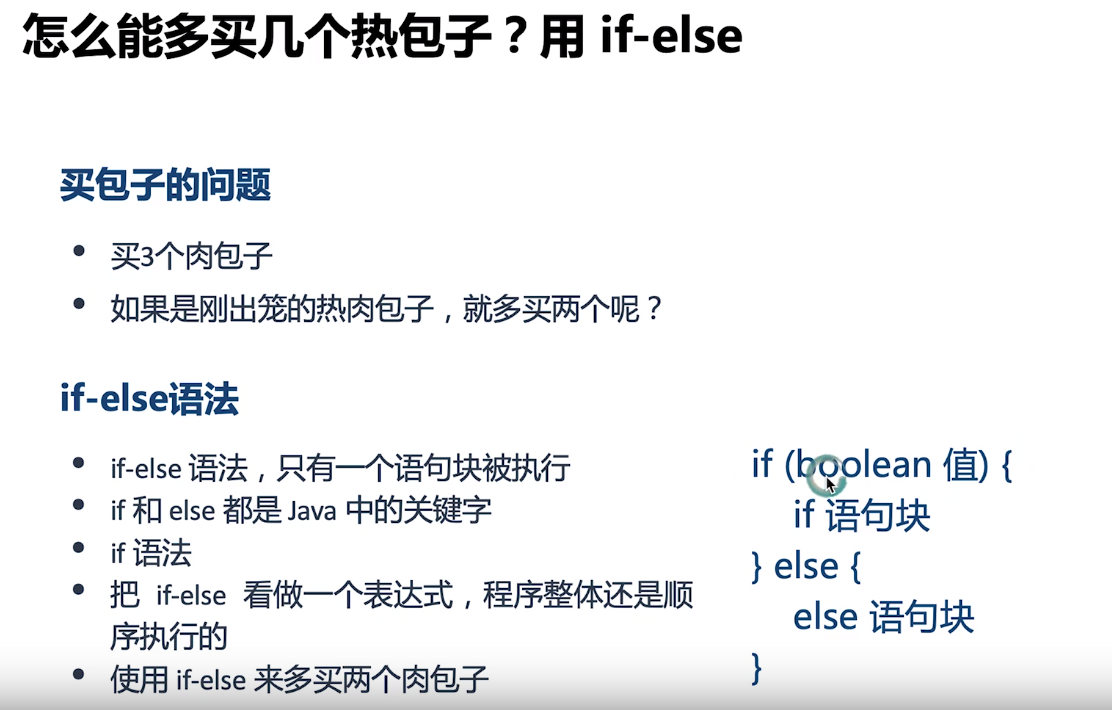 怎么能多买几个热包子？用 if-else
买包子的问题
• 买3个肉包子
• 如果是刚出笼的热肉包子，就多买两个呢？
if-else语法
• if-else 语法，只有一个语句块被执行
• if 和 else 都是 Java 中的关键字
• if 语法
• 把 if-else 看做一个表达式，程序整体还是顺
序执行的
• 使用 if-else 来多买两个肉包子
if (boolean 值) {
if 语句块
} else {
else 语句块
}